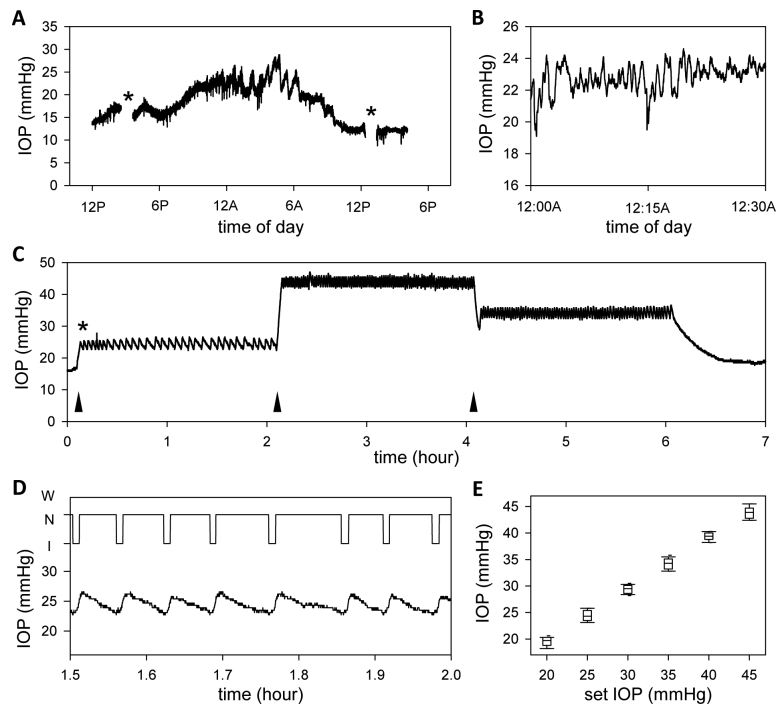 A
IOP (mmHg)
35
30
25
20
15
10
5
0
*
*
12P 6P 12A 6A 12P 6P
time of day
B
IOP (mmHg)
26
24
22
20
18
16
12:00A 12:15A 12:30A
time of day
C
IOP (mmHg)
50
40
30
20
10
0
*
0 1 2 3 4 5 6 7
time (hour)
D
W
N
I
IOP (mmHg)
30
25
20
1.5 1.6 1.7 1.8 1.9 2.0
time (hour)
E
IOP (mmHg)
45
40
35
30
25
20
20 25 30 35 40 45
set IOP (mmHg)